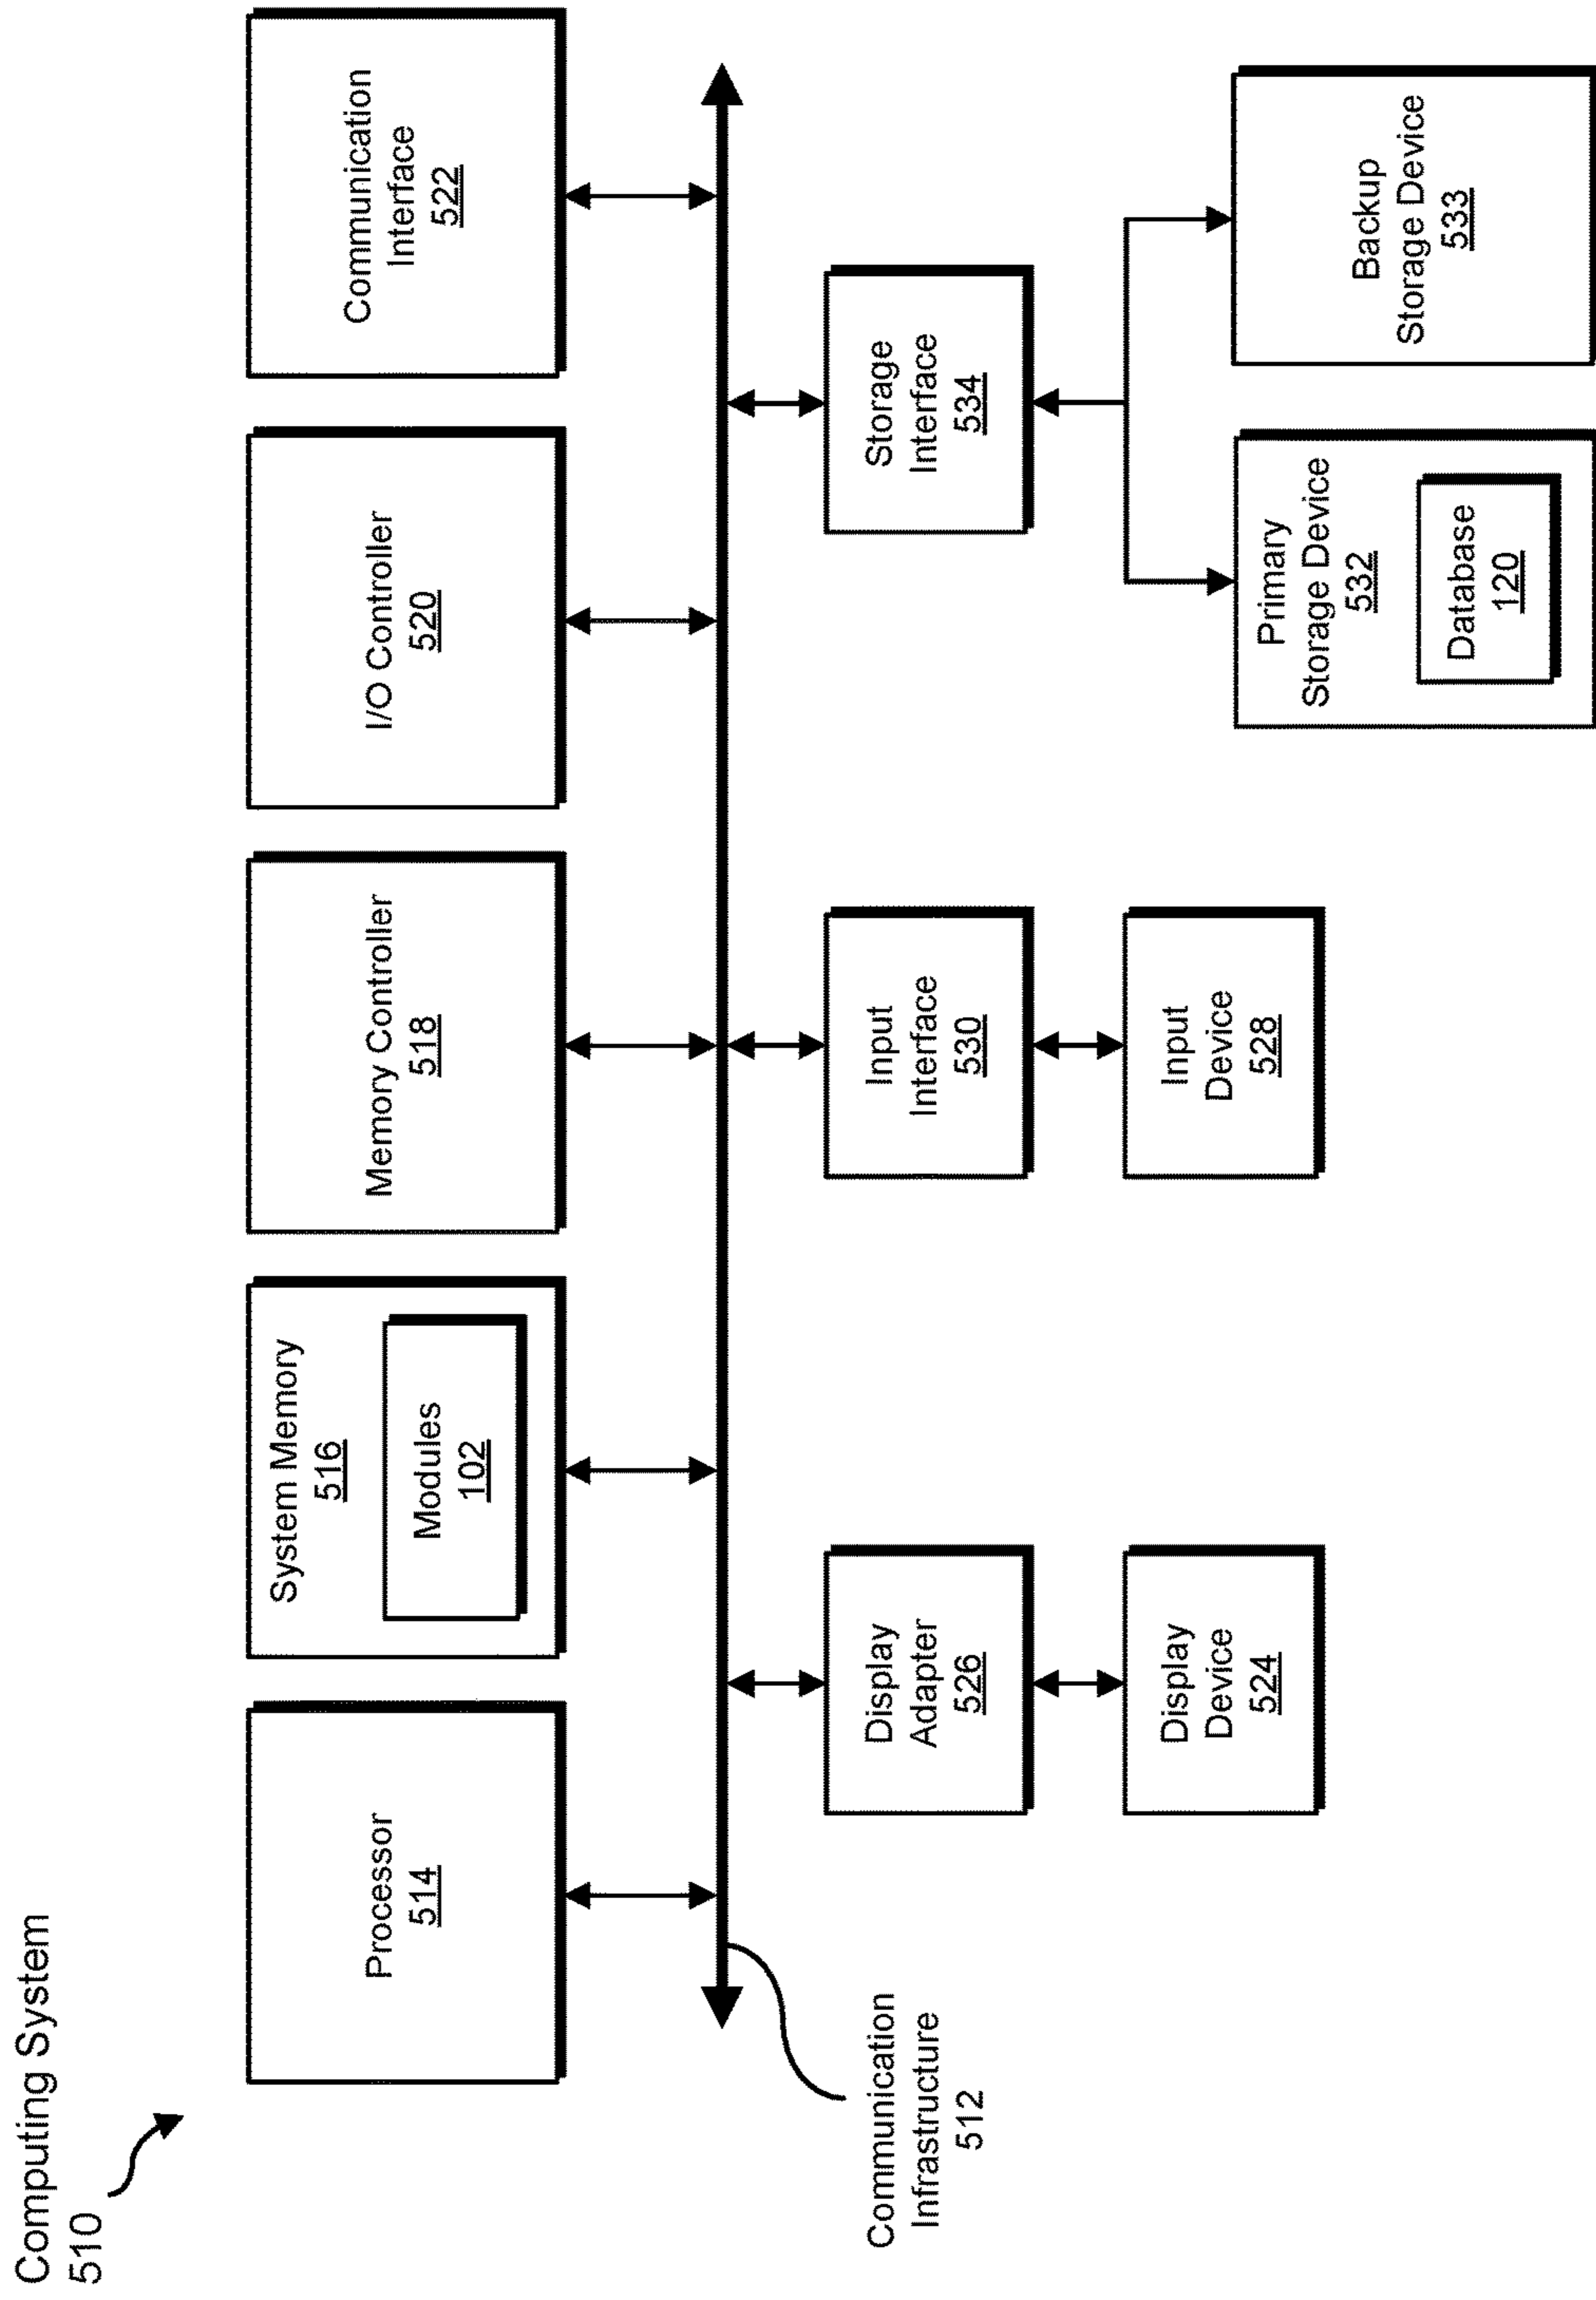 Computing System
510
Processor
514
System Memory
516
Modules
102
Memory Controller
518
I/O Controller
520
Communication
Interface
522
Communication
Infrastructure
512
Display
Adapter
526
Input
Interface
530
Storage
Interface
534
Display
Device
524
Input
Device
528
Primary
Storage Device
532
Database
120
Backup
Storage Device
533